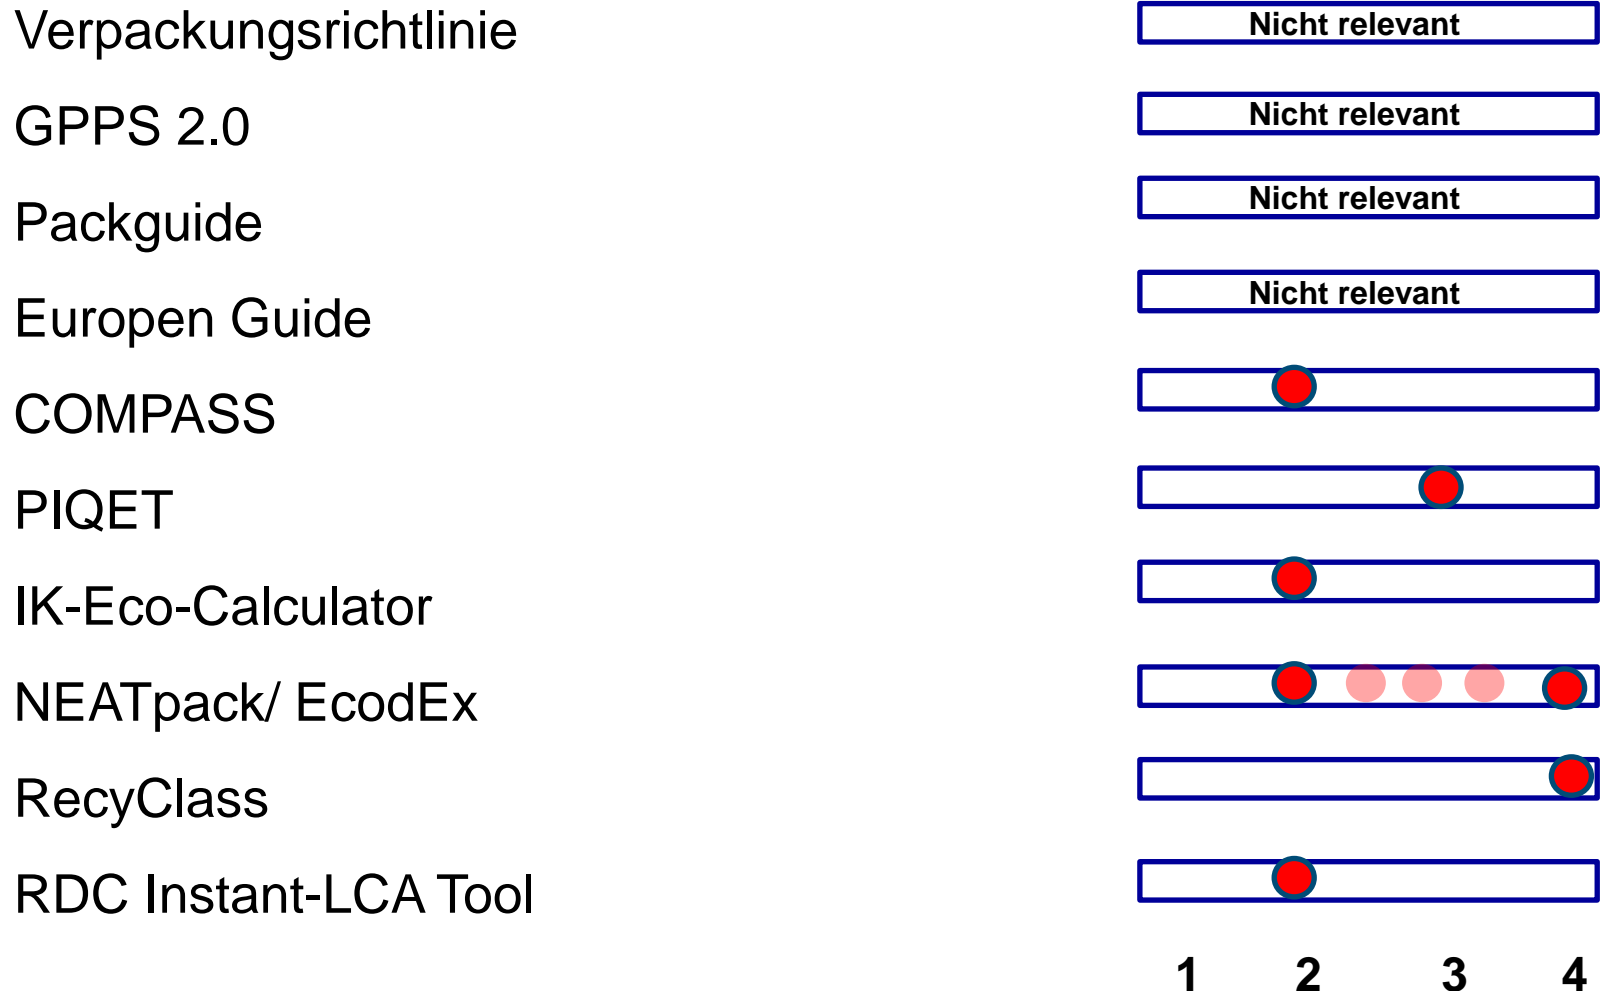 Verpackungsrichtlinie Nicht relevant
GPPS 2.0 Nicht relevant
Packguide Nicht relevant
Europen Guide Nicht relevant
COMPASS
PIQET
IK-Eco-Calculator
NEATpack/ EcodEx
RecyClass
RDC Instant-LCA Tool
1 2 3 4